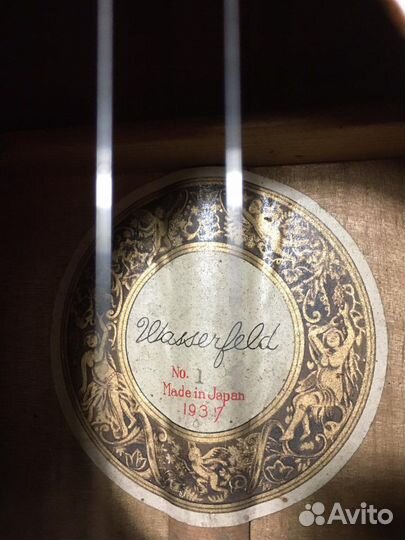 Wasserfeld
No. 1
Made in Japan
1937
Avito